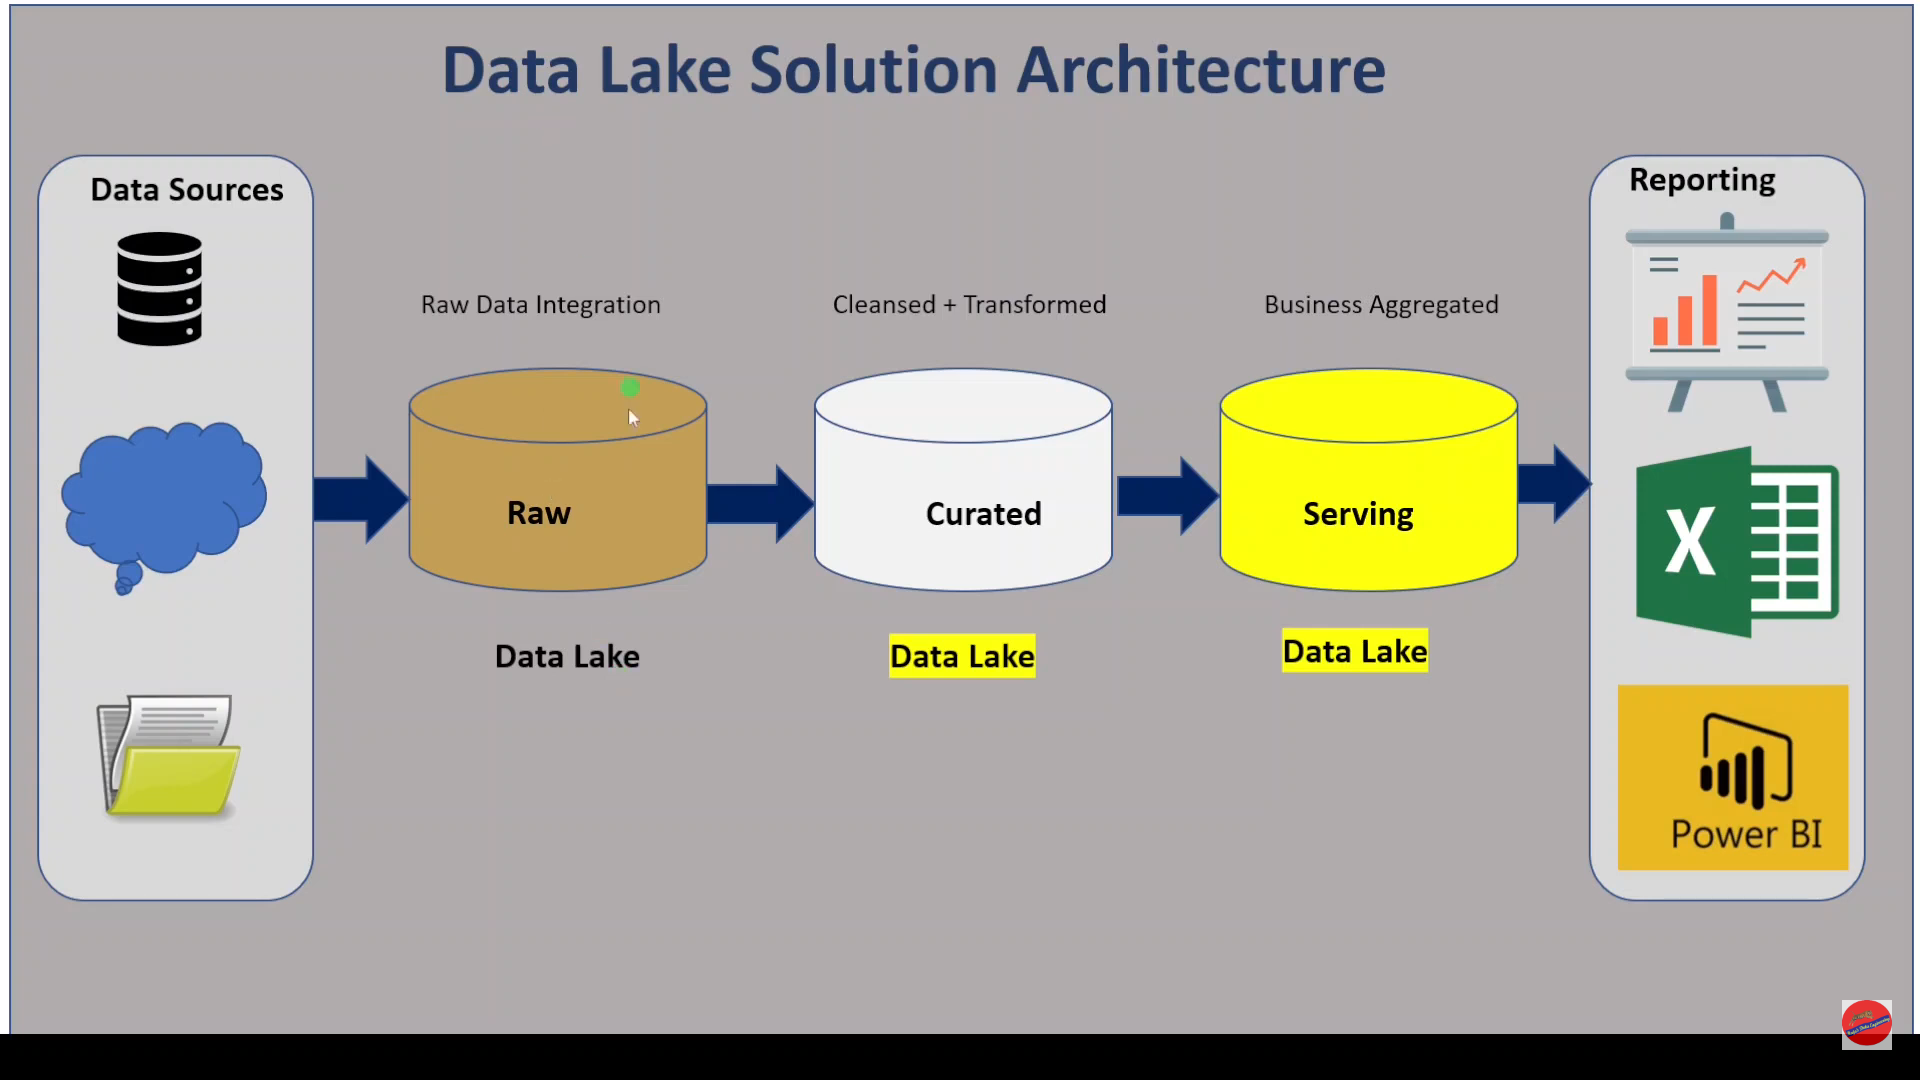 Data Lake Solution Architecture
Data Sources
Reporting
Raw Data Integration
Cleansed + Transformed
Business Aggregated
Raw
Curated
Serving
Data Lake
Data Lake
Data Lake
X
Power BI